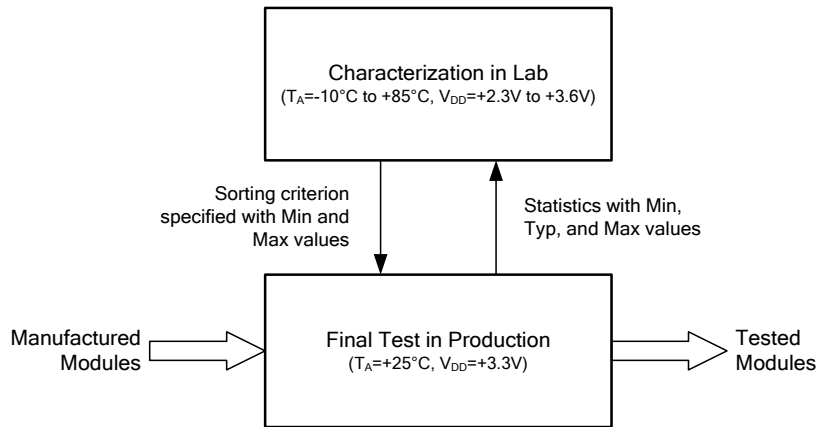 Characterization in Lab
(TA=-10°C to +85°C, VDD=+2.3V to +3.6V)
Sorting criterion
specified with Min and
Max values
Statistics with Min,
Typ, and Max values
Manufactured
Modules
Final Test in Production
(TA=+25°C, VDD=+3.3V)
Tested
Modules